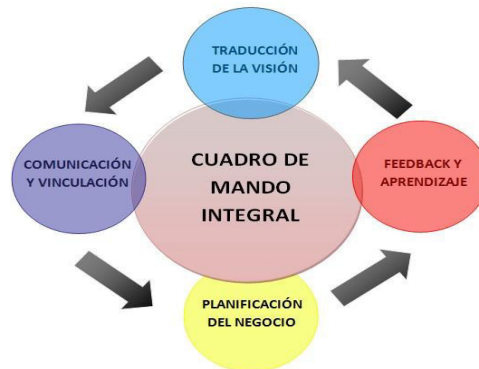 TRADUCCIÓN
DE LA VISIÓN
COMUNICACIÓN
Y VINCULACIÓN
CUADRO DE
MANDO
INTEGRAL
FEEDBACK Y
APRENDIZAJE
PLANIFICACIÓN
DEL NEGOCIO